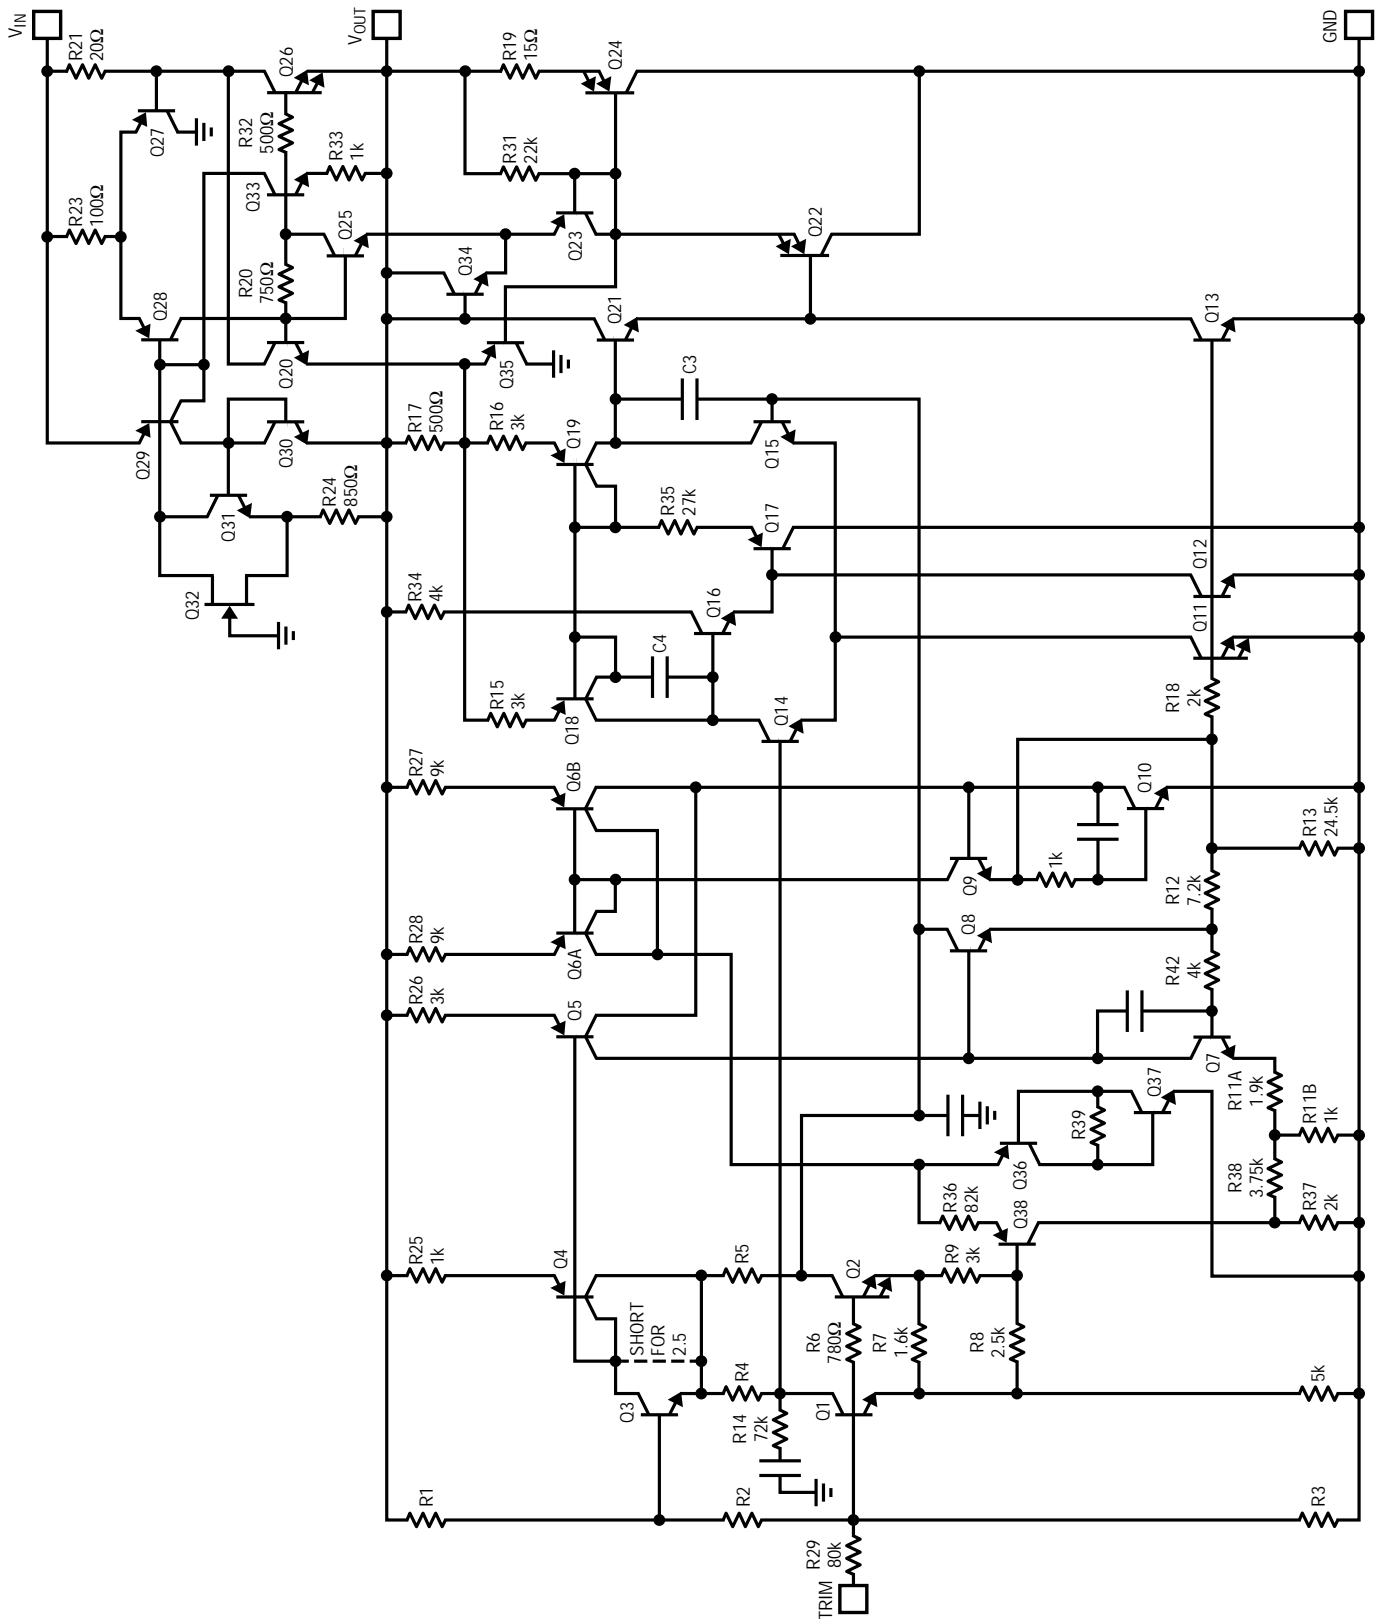 VIN
VOUT
GND
TRIM
R21
20Ω
Q26
Q27
R23
100Ω
R32
500Ω
R33
1k
Q33
R19
15Ω
Q24
R31
22k
Q23
Q25
Q22
Q34
R20
750Ω
Q28
Q21
Q13
Q20
Q35
C3
Q29
Q30
R17
500Ω
R16
3k
Q19
Q15
Q31
R24
850Ω
R35
27k
Q17
Q12
Q32
R34
4k
Q16
Q11
C4
R15
3k
Q18
Q14
R18
2k
R27
9k
Q6B
Q10
R13
24.5k
1k
Q9
R12
7.2k
R28
9k
Q6A
Q8
R42
4k
R26
3k
Q5
Q7
R11A
1.9k
R11B
1k
Q37
R39
Q36
R38
3.75k
R37
2k
R36
82k
Q38
R25
1k
Q4
R5
Q2
R9
3k
SHORT
FOR
2.5
R6
780Ω
R7
1.6k
R8
2.5k
R4
Q3
R14
72k
Q1
5k
R1
R2
R3
R29
80k